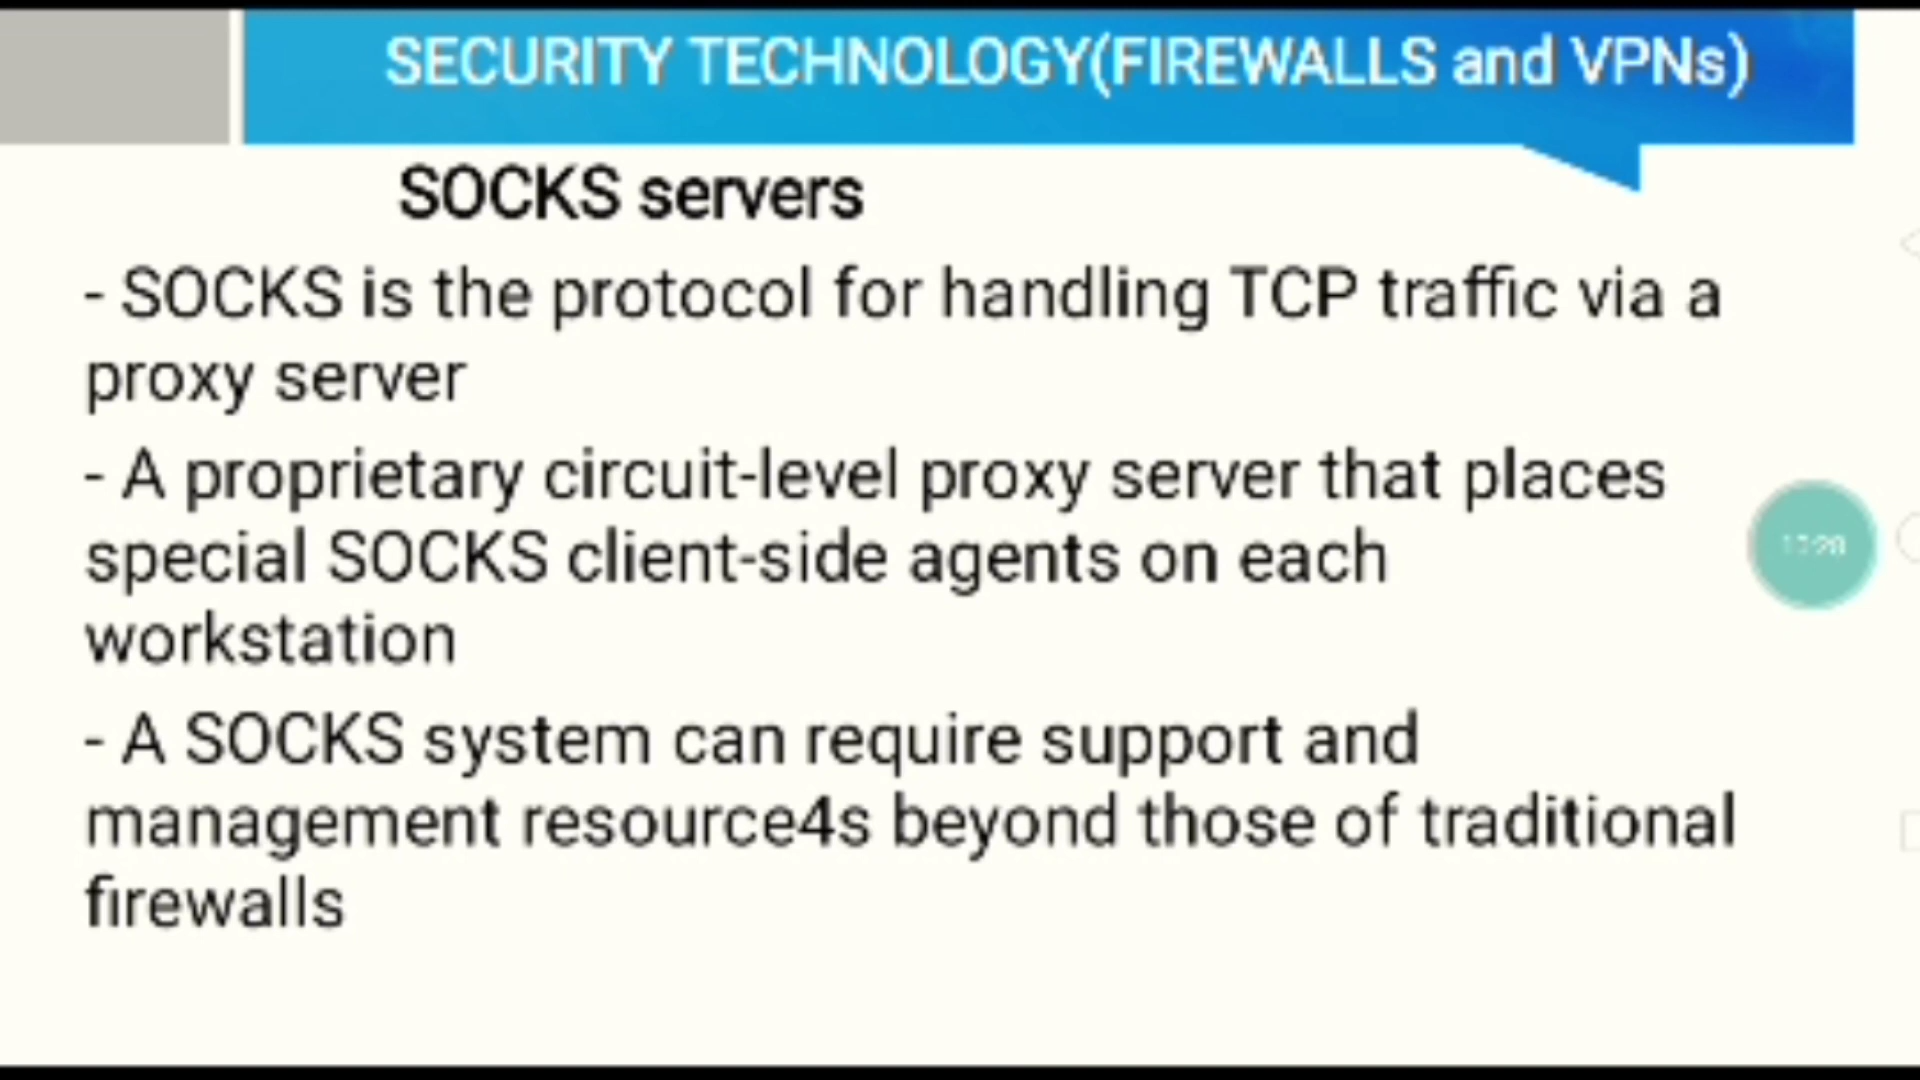 SECURITY TECHNOLOGY(FIREWALLS and VPNs)
SOCKS servers
- SOCKS is the protocol for handling TCP traffic via a
proxy server
- A proprietary circuit-level proxy server that places
special SOCKS client-side agents on each
workstation
- A SOCKS system can require support and
management resource4s beyond those of traditional
firewalls